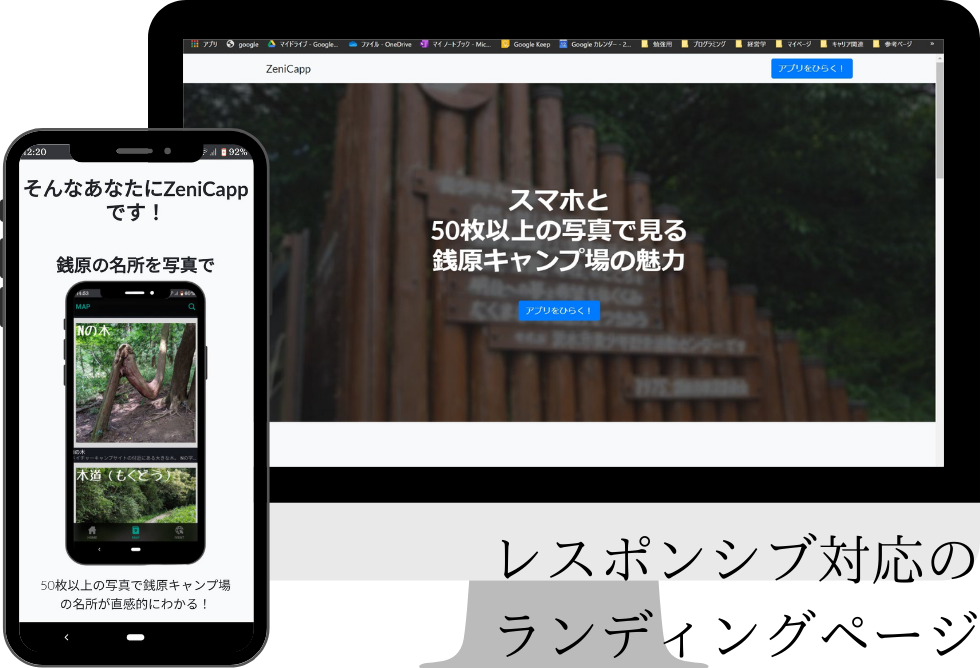 アプリ google マイドライブ - Google... ファイル - OneDrive マイ ノートブック - Mic... Google Keep Google カレンダー - 2... 勉強用 プログラミング 経営学 マイページ キャリア関連 参考ページ »
ZeniCapp アプリをひらく！
スマホと
50枚以上の写真で見る
銭原キャンプ場の魅力
アプリをひらく！
12:20 92%
そんなあなたにZeniCapp
です！
銭原の名所を写真で
MAP
Nの木
Nの木
木道（もくどう）
50枚以上の写真で銭原キャンプ場
の名所が直感的にわかる！
レスポンシブ対応の
ランディングページ